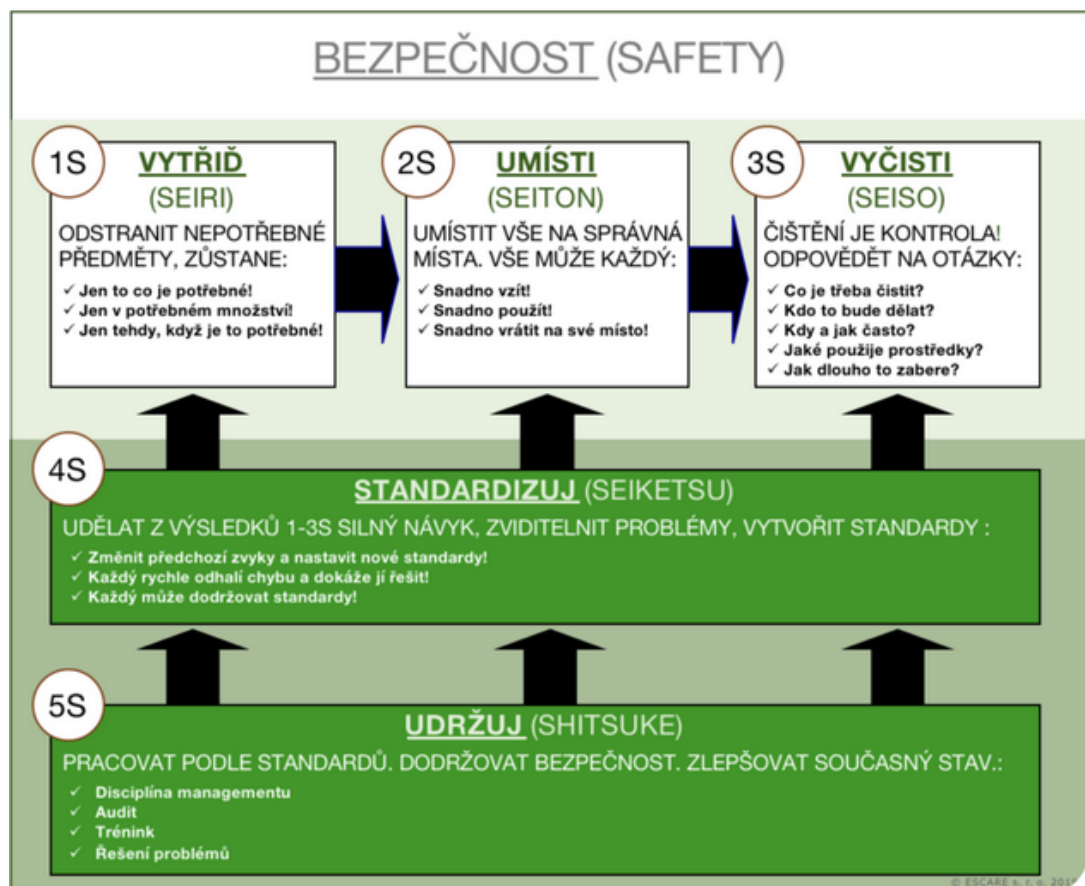 BEZPEČNOST (SAFETY)
1S
VYTŘIĎ
(SEIRI)
ODSTRANIT NEPOTŘEBNÉ
PŘEDMĚTY, ZŮSTANE:
✓ Jen to co je potřebné!
✓ Jen v potřebném množství!
✓ Jen tehdy, když je to potřebné!
2S
UMÍSTI
(SEITON)
UMÍSTIT VŠE NA SPRÁVNÁ
MÍSTA. VŠE MŮŽE KAŽDÝ:
✓ Snadno vzít!
✓ Snadno použít!
✓ Snadno vrátit na své místo!
3S
VYČISTI
(SEISO)
ČIŠTĚNÍ JE KONTROLA!
ODPOVĚDĚT NA OTÁZKY:
✓ Co je třeba čistit?
✓ Kdo to bude dělat?
✓ Kdy a jak často?
✓ Jaké použije prostředky?
✓ Jak dlouho to zabere?
4S
STANDARDIZUJ (SEIKETSU)
UDĚLAT Z VÝSLEDKŮ 1-3S SILNÝ NÁVYK, ZVIDITELNIT PROBLÉMY, VYTVOŘIT STANDARDY :
✓ Změnit předchozí zvyky a nastavit nové standardy!
✓ Každý rychle odhalí chybu a dokáže jí řešit!
✓ Každý může dodržovat standardy!
5S
UDRŽUJ (SHITSUKE)
PRACOVAT PODLE STANDARDŮ. DODRŽOVAT BEZPEČNOST. ZLEPŠOVAT SOUČASNÝ STAV.:
✓ Disciplína managementu
✓ Audit
✓ Trénink
✓ Řešení problémů
© ESCARE s. r. o.